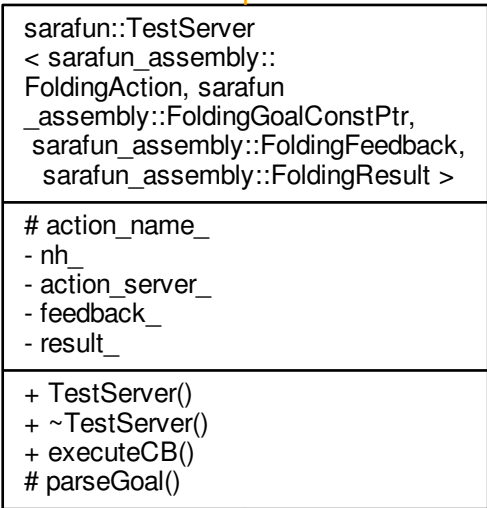 sarafun::TestServer
< sarafun_assembly::
FoldingAction, sarafun
_assembly::FoldingGoalConstPtr,
sarafun_assembly::FoldingFeedback,
sarafun_assembly::FoldingResult >
# action_name_
- nh_
- action_server_
- feedback_
- result_
+ TestServer()
+ ~TestServer()
+ executeCB()
# parseGoal()